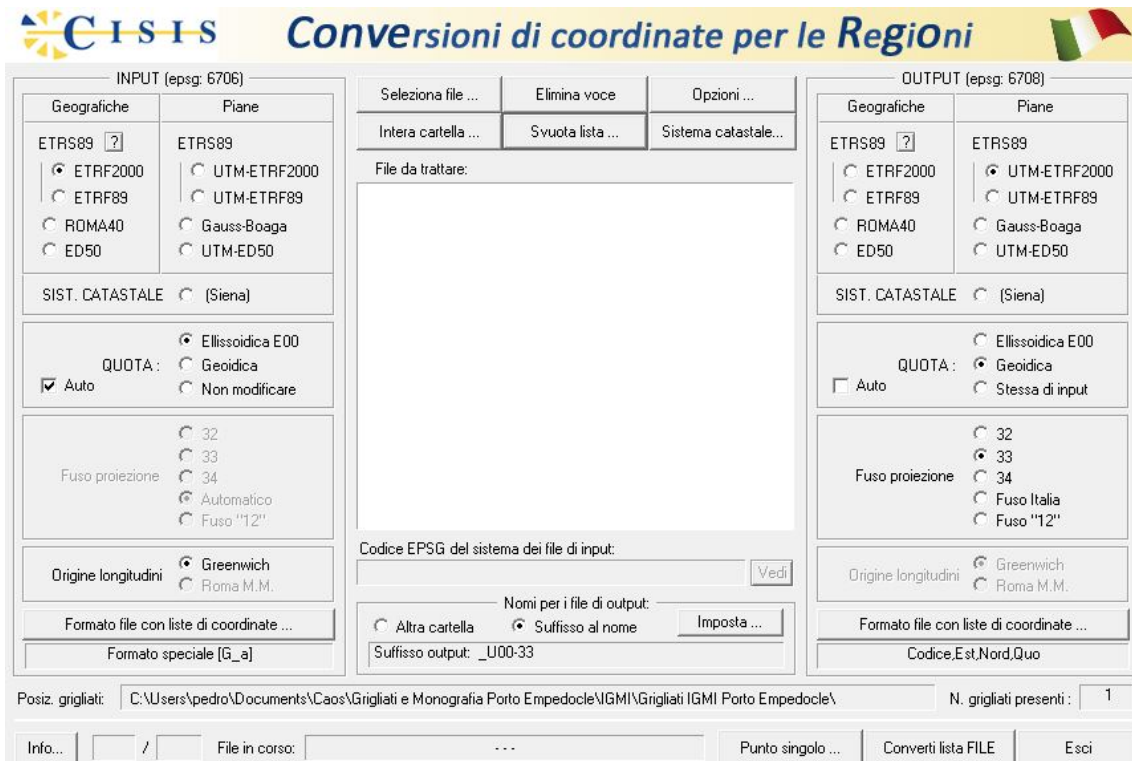 CISIS Conversioni di coordinate per le Regioni
INPUT (epsg: 6706)
Geografiche Piane
ETRS89 ? ETRS89
ETRF2000 UTM-ETRF2000
ETRF89 UTM-ETRF89
ROMA40 Gauss-Boaga
ED50 UTM-ED50
SIST. CATASTALE (Siena)
QUOTA :
Auto
Ellissoidica E00
Geoidica
Non modificare
Fuso proiezione
32
33
34
Automatico
Fuso "12"
Origine longitudini
Greenwich
Roma M.M.
Formato file con liste di coordinate ...
Formato speciale [G_a]
Seleziona file ... Elimina voce Opzioni ...
Intera cartella ... Svuota lista ... Sistema catastale...
File da trattare:
Codice EPSG del sistema dei file di input:
Vedi
Nomi per i file di output:
Altra cartella Suffisso al nome Imposta ...
Suffisso output: _U00-33
OUTPUT (epsg: 6708)
Geografiche Piane
ETRS89 ? ETRS89
ETRF2000 UTM-ETRF2000
ETRF89 UTM-ETRF89
ROMA40 Gauss-Boaga
ED50 UTM-ED50
SIST. CATASTALE (Siena)
QUOTA :
Auto
Ellissoidica E00
Geoidica
Stessa di input
Fuso proiezione
32
33
34
Fuso Italia
Fuso "12"
Origine longitudini
Greenwich
Roma M.M.
Formato file con liste di coordinate ...
Codice,Est,Nord,Quo
Posiz. grigliati: C:\Users\pedro\Documents\Caos\Grigliati e Monografia Porto Empedocle\IGMI\Grigliati IGMI Porto Empedocle\ N. grigliati presenti : 1
Info... / File in corso: - - - Punto singolo ... Converti lista FILE Esci